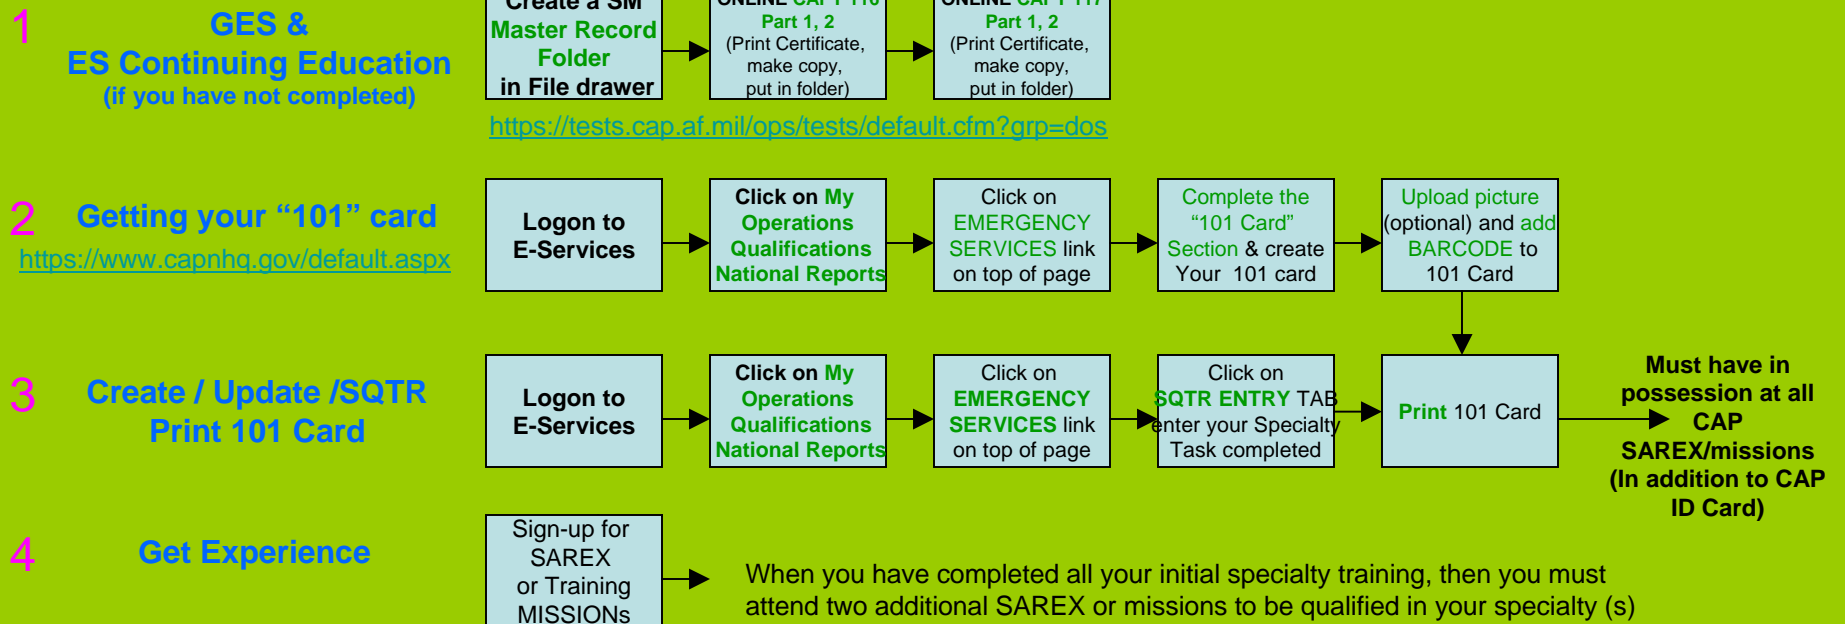 1
GES &
ES Continuing Education
(if you have not completed)
Create a SM
Master Record
Folder
in File drawer
ONLINE CAPT 116
Part 1, 2
(Print Certificate,
make copy,
put in folder)
ONLINE CAPT 117
Part 1, 2
(Print Certificate,
make copy,
put in folder)
https://tests.cap.af.mil/ops/tests/default.cfm?grp=dos
2
Getting your “101” card
https://www.capnhq.gov/default.aspx
Logon to
E-Services
Click on My
Operations
Qualifications
National Reports
Click on
EMERGENCY
SERVICES link
on top of page
Complete the
“101 Card”
Section & create
Your 101 card
Upload picture
(optional) and add
BARCODE to
101 Card
3
Create / Update /SQTR
Print 101 Card
Logon to
E-Services
Click on My
Operations
Qualifications
National Reports
Click on
EMERGENCY
SERVICES link
on top of page
Click on
SQTR ENTRY TAB
enter your Specialty
Task completed
Print 101 Card
Must have in
possession at all
CAP
SAREX/missions
(In addition to CAP
ID Card)
4
Get Experience
Sign-up for
SAREX
or Training
MISSIONs
When you have completed all your initial specialty training, then you must
attend two additional SAREX or missions to be qualified in your specialty (s)